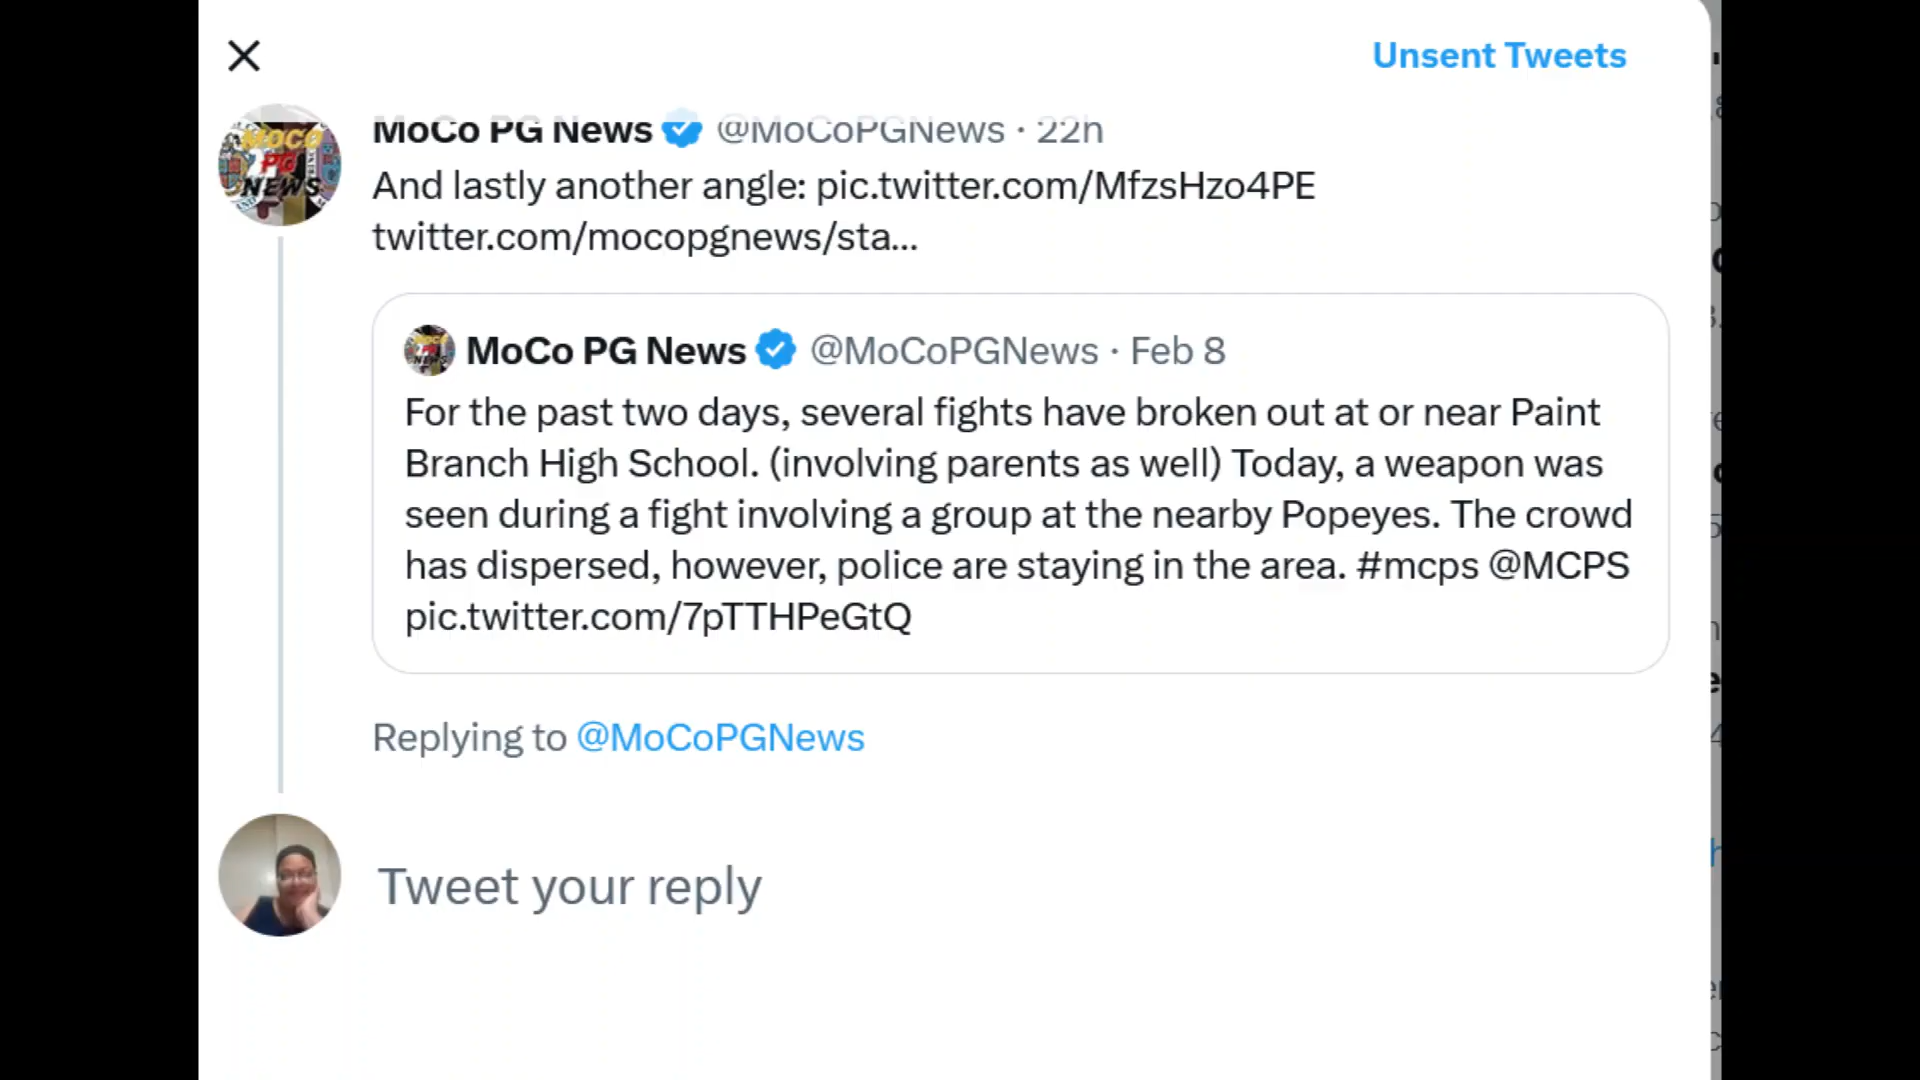 Unsent Tweets
MoCo PG News @MoCoPGNews · 22h
And lastly another angle: pic.twitter.com/MfzsHzo4PE
twitter.com/mocopgnews/sta...
MoCo PG News @MoCoPGNews · Feb 8
For the past two days, several fights have broken out at or near Paint
Branch High School. (involving parents as well) Today, a weapon was
seen during a fight involving a group at the nearby Popeyes. The crowd
has dispersed, however, police are staying in the area. #mcps @MCPS
pic.twitter.com/7pTTHPeGtQ
Replying to @MoCoPGNews
Tweet your reply